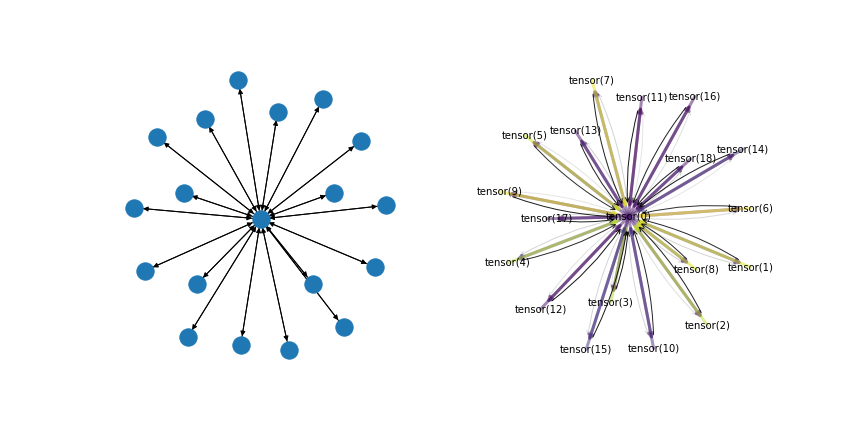 tensor(7)
tensor(11)
tensor(16)
tensor(5)
tensor(13)
tensor(14)
tensor(18)
tensor(9)
tensor(6)
tensor(17)
tensor(0)
tensor(4)
tensor(8)
tensor(1)
tensor(3)
tensor(12)
tensor(2)
tensor(15)
tensor(10)